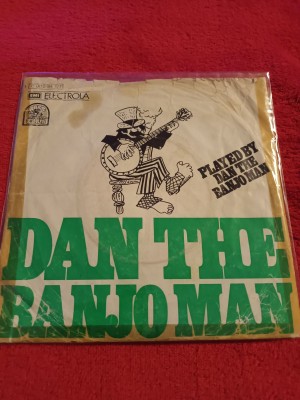 EMI ELECTROLA
PLAYED BY
DAN THE
BANJO MAN
DAN THE
BANJO MAN